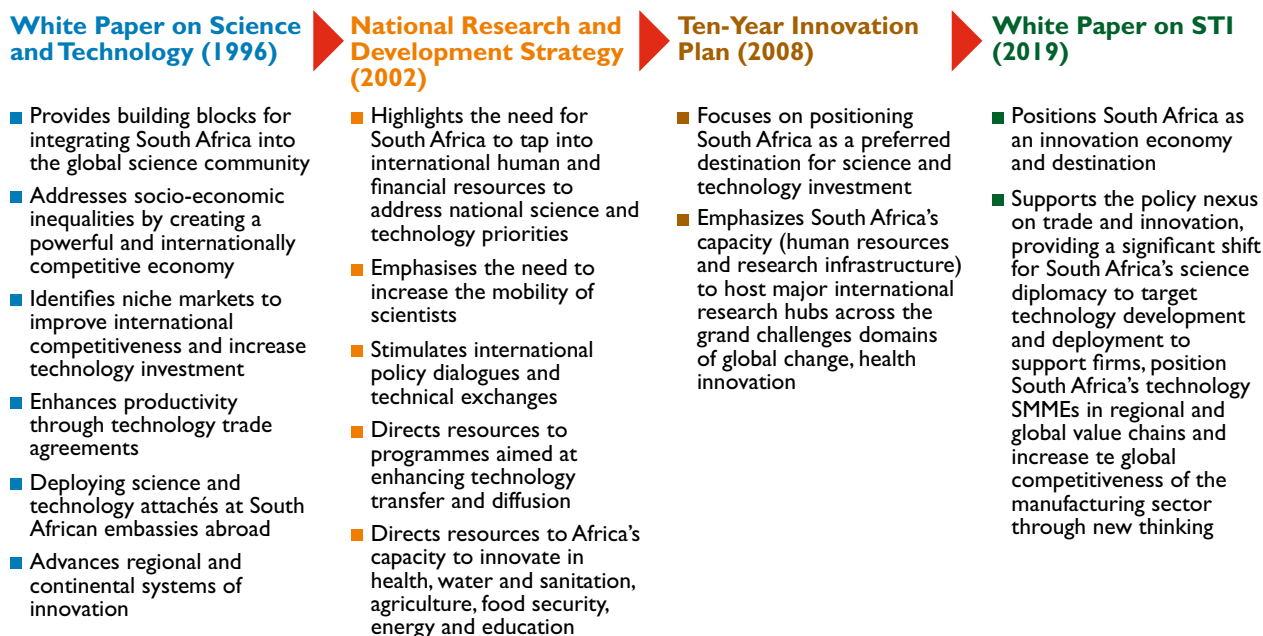 White Paper on Science
and Technology (1996)
Provides building blocks for
integrating South Africa into
the global science community
Addresses socio-economic
inequalities by creating a
powerful and internationally
competitive economy
Identifies niche markets to
improve international
competitiveness and increase
technology investment
Enhances productivity
through technology trade
agreements
Deploying science and
technology attachés at South
African embassies abroad
Advances regional and
continental systems of
innovation
National Research and
Development Strategy
(2002)
Highlights the need for
South Africa to tap into
international human and
financial resources to
address national science and
technology priorities
Emphasises the need to
increase the mobility of
scientists
Stimulates international
policy dialogues and
technical exchanges
Directs resources to
programmes aimed at
enhancing technology
transfer and diffusion
Directs resources to Africa's
capacity to innovate in
health, water and sanitation,
agriculture, food security,
energy and education
Ten-Year Innovation
Plan (2008)
Focuses on positioning
South Africa as a preferred
destination for science and
technology investment
Emphasizes South Africa's
capacity (human resources
and research infrastructure)
to host major international
research hubs across the
grand challenges domains
of global change, health
innovation
White Paper on STI
(2019)
Positions South Africa as
an innovation economy
and destination
Supports the policy nexus
on trade and innovation,
providing a significant shift
for South Africa's science
diplomacy to target
technology development
and deployment to
support firms, position
South Africa's technology
SMMEs in regional and
global value chains and
increase te global
competitiveness of the
manufacturing sector
through new thinking